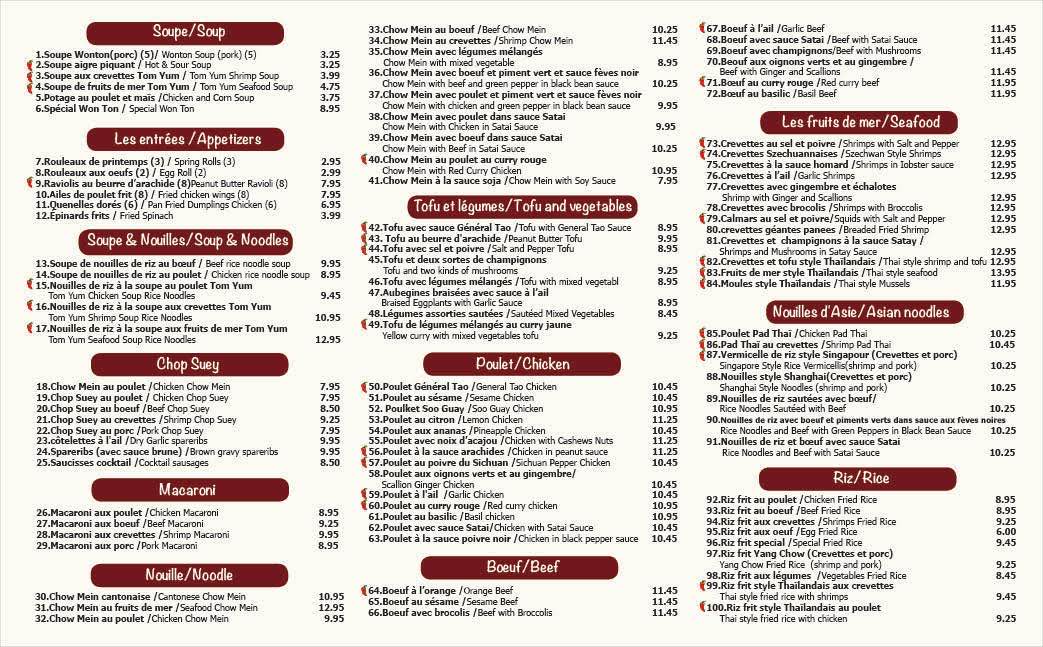 Soupe/Soup
1.Soupe Wonton(porc) (5)/ Wonton Soup (pork) (5) 3.25
2.Soupe aigre piquant / Hot & Sour Soup 3.25
3.Soupe aux crevettes Tom Yum / Tom Yum Shrimp Soup 3.99
4.Soupe de fruits de mer Tom Yum / Tom Yum Seafood Soup 4.75
5.Potage au poulet et maïs /Chicken and Corn Soup 3.75
6.Spécial Won Ton / Special Won Ton 8.95
Les entrées /Appetizers
7.Rouleaux de printemps (3) / Spring Rolls (3) 2.95
8.Rouleaux aux oeufs (2) / Egg Roll (2) 2.99
9.Raviolis au beurre d'arachide (8)Peanut Butter Ravioli (8) 7.95
10.Ailes de poulet frit (8) / Fried chicken wings (8) 7.95
11.Quenelles dorés (6) / Pan Fried Dumplings Chicken (6) 6.95
12.Épinards frits / Fried Spinach 3.99
Soupe & Nouilles/Soup & Noodles
13.Soupe de nouilles de riz au bœuf / Beef rice noodle soup 9.95
14.Soupe de nouilles de riz au poulet / Chicken rice noodle soup 8.95
15.Nouilles de riz à la soupe au poulet Tom Yum
Tom Yum Chicken Soup Rice Noodles 9.45
16.Nouilles de riz à la soupe aux crevettes Tom Yum
Tom Yum Shrimp Soup Rice Noodles 10.95
17.Nouilles de riz à la soupe aux fruits de mer Tom Yum
Tom Yum Seafood Soup Rice Noodles 12.95
Chop Suey
18.Chow Mein au poulet /Chicken Chow Mein 7.95
19.Chop Suey au poulet / Chicken Chop Suey 7.95
20.Chop Suey au boeuf /Beef Chop Suey 8.50
21.Chop Suey au crevettes /Shrimp Chop Suey 9.25
22.Chop Suey au porc /Pork Chop Suey 7.95
23.côtelettes à l'ail /Dry Garlic spareribs 9.95
24.Spareribs (avec sauce brune) /Brown gravy spareribs 9.95
25.Saucisses cocktail /Cocktail sausages 8.50
Macaroni
26.Macaroni aux poulet /Chicken Macaroni 8.95
27.Macaroni aux boeuf /Beef Macaroni 9.25
28.Macaroni aux crevettes /Shrimp Macaroni 9.95
29.Macaroni aux porc /Pork Macaroni 8.95
Nouille/Noodle
30.Chow Mein cantonaise /Cantonese Chow Mein 10.95
31.Chow Mein au fruits de mer /Seafood Chow Mein 12.95
32.Chow Mein au poulet /Chicken Chow Mein 9.95
33.Chow Mein au boeuf /Beef Chow Mein 10.25
34.Chow Mein au crevettes /Shrimp Chow Mein 11.45
35.Chow Mein avec légumes mélangés
Chow Mein with mixed vegetable 8.95
36.Chow Mein avec boeuf et piment vert et sauce fèves noir
Chow Mein with beef and green pepper in black bean sauce 10.25
37.Chow Mein avec poulet et piment vert et sauce fèves noir
Chow Mein with chicken and green pepper in black bean sauce 9.95
38.Chow Mein avec poulet dans sauce Satai
Chow Mein with Chicken in Satai Sauce 9.95
39.Chow Mein avec boeuf dans sauce Satai
Chow Mein with Beef in Satai Sauce 10.25
40.Chow Mein au poulet au curry rouge
Chow Mein with Red Curry Chicken 10.95
41.Chow Mein à la sauce soja /Chow Mein with Soy Sauce 7.95
Tofu et légumes/Tofu and vegetables
42.Tofu avec sauce Général Tao /Tofu with General Tao Sauce 8.95
43. Tofu au beurre d'arachide /Peanut Butter Tofu 9.95
44.Tofu avec sel et poivre /Salt and Pepper Tofu 8.95
45.Tofu et deux sortes de champignons
Tofu and two kinds of mushrooms 9.25
46.Tofu avec légumes mélangés /Tofu with mixed vegetabl 8.95
47.Aubegines braisées avec sauce à l'ail
Braised Eggplants with Garlic Sauce 8.95
48.Légumes assorties sautées /Sautéed Mixed Vegetables 8.45
49.Tofu de légumes mélangés au curry jaune
Yellow curry with mixed vegetables tofu 9.25
Poulet/Chicken
50.Poulet Général Tao /General Tao Chicken 10.45
51.Poulet au sésame /Sesame Chicken 10.45
52. Poulket Soo Guay /Soo Guay Chicken 10.95
53.Poulet au citron /Lemon Chicken 11.25
54.Poulet aux ananas /Pineapple Chicken 10.45
55.Poulet avec noix d'acajou /Chicken with Cashews Nuts 11.25
56.Poulet à la sauce arachides /Chicken in peanut sauce 11.25
57.Poulet au poivre du Sichuan /Sichuan Pepper Chicken 10.45
58.Poulet aux oignons verts et au gingembre/
Scallion Ginger Chicken 10.45
59.Poulet à l'ail /Garlic Chicken 10.45
60.Poulet au curry rouge /Red curry chicken 10.95
61.Poulet au basilic /Basil chicken 10.95
62.Poulet avec sauce Satai/Chicken with Satai Sauce 10.45
63.Poulet à la sauce poivre noir /Chicken in black pepper sauce 10.45
Bœuf/Beef
64.Boeuf à l'orange /Orange Beef 11.45
65.Boeuf au sésame /Sesame Beef 11.45
66.Boeuf avec brocolis /Beef with Broccolis 11.45
67.Boeuf à l'ail /Garlic Beef 11.45
68.Boeuf avec sauce Satai /Beef with Satai Sauce 11.45
69.Boeuf avec champignons/Beef with Mushrooms 11.45
70.Beouf aux oignons verts et au gingembre /
Beef with Ginger and Scallions 11.45
71.Bœuf au curry rouge /Red curry beef 11.95
72.Bœuf au basilic /Basil Beef 11.95
Les fruits de mer/Seafood
73.Crevettes au sel et poivre /Shrimps with Salt and Pepper 12.95
74.Crevettes Szechuannaises /Szechwan Style Shrimps 12.95
75.Crevettes à la sauce homard /Shrimps in lobster sauce 12.95
76.Crevettes à l'ail /Garlic Shrimps 12.95
77.Crevettes avec gingembre et échalotes
Shrimp with Ginger and Scallions 12.95
78.Crevettes avec brocolis /Shrimps with Broccolis 12.95
79.Calmars au sel et poivre/Squids with Salt and Pepper 12.95
80.crevettes géantes panees /Breaded Fried Shrimp 12.95
81.Crevettes et champignons à la sauce Satay /
Shrimps and Mushrooms in Satay Sauce 12.95
82.Crevettes et tofu style Thaïlandais /Thai style shrimp and tofu 12.95
83.Fruits de mer style Thaïlandais /Thai style seafood 13.95
84.Moules style Thaïlandais /Thai style Mussels 11.95
Nouilles d'Asie/Asian noodles
85.Poulet Pad Thaï /Chicken Pad Thai 10.25
86.Pad Thaï au crevettes /Shrimp Pad Thai 10.45
87.Vermicelle de riz style Singapour (Crevettes et porc)
Singapore Style Rice Vermicellis(shrimp and pork) 10.25
88.Nouilles style Shanghai(Crevettes et porc)
Shanghai Style Noodles (shrimp and pork) 10.25
89.Nouilles de riz sautées avec bœuf/
Rice Noodles Sautéed with Beef 10.25
90.Nouilles de riz avec boeuf et piments verts dans sauce aux fèves noires
Rice Noodles and Beef with Green Peppers in Black Bean Sauce 10.25
91.Nouilles de riz et bœuf avec sauce Satai
Rice Noodles and Beef with Satai Sauce 10.25
Riz/Rice
92.Riz frit au poulet /Chicken Fried Rice 8.95
93.Riz frit au boeuf /Beef Fried Rice 8.95
94.Riz frit aux crevettes /Shrimps Fried Rice 9.25
95.Riz frit aux oeuf /Egg Fried Rice 6.00
96.Riz frit special /Special Fried Rice 9.45
97.Riz frit Yang Chow (Crevettes et porc)
Yang Chow Fried Rice (shrimp and pork) 9.25
98.Riz frit aux légumes /Vegetables Fried Rice 8.45
99.Riz frit style Thaïlandais aux crevettes
Thai style fried rice with shrimps 9.45
100.Riz frit style Thaïlandais au poulet
Thai style fried rice with chicken 9.25